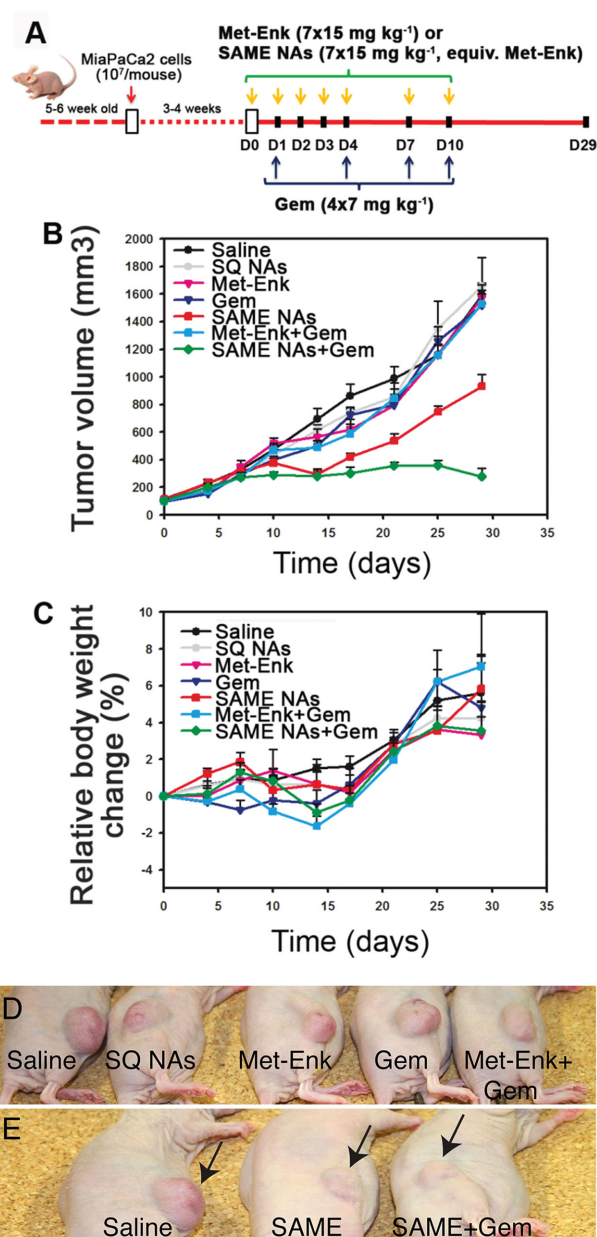 A
Met-Enk (7x15 mg kg-1) or
SAME NAs (7x15 mg kg-1, equiv. Met-Enk)
MiaPaCa2 cells
(10⁷/mouse)
5-6 week old
3-4 weeks
D0 D1 D2 D3 D4 D7 D10 D29
Gem (4x7 mg kg-1)
B
Tumor volume (mm3)
2000
1800
1600
1400
1200
1000
800
600
400
200
0
Saline
SQ NAs
Met-Enk
Gem
SAME NAs
Met-Enk+Gem
SAME NAs+Gem
0 5 10 15 20 25 30 35
Time (days)
C
Relative body weight
change (%)
10
8
6
4
2
0
-2
-4
Saline
SQ NAs
Met-Enk
Gem
SAME NAs
Met-Enk+Gem
SAME NAs+Gem
0 5 10 15 20 25 30 35
Time (days)
D
Saline SQ NAs Met-Enk Gem Met-Enk+
Gem
E
Saline SAME SAME+Gem